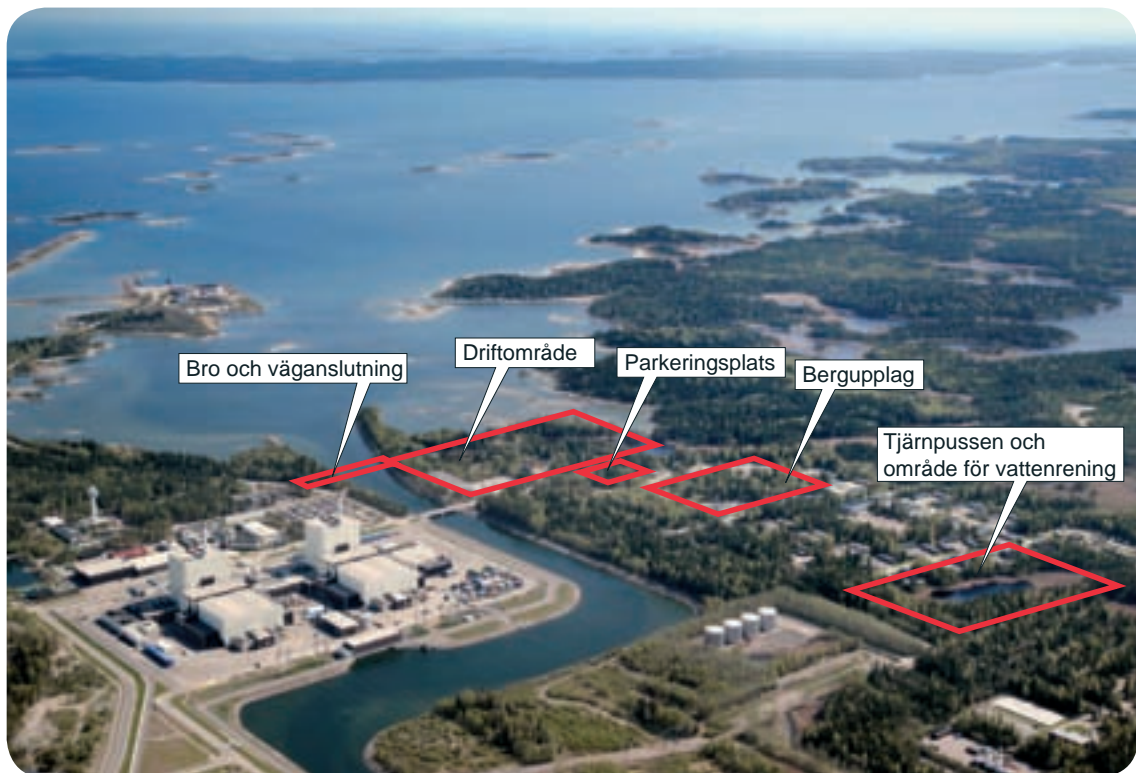 Bro och väganslutning
Driftområde
Parkeringsplats
Bergupplag
Tjärnpussen och
område för vattenrening